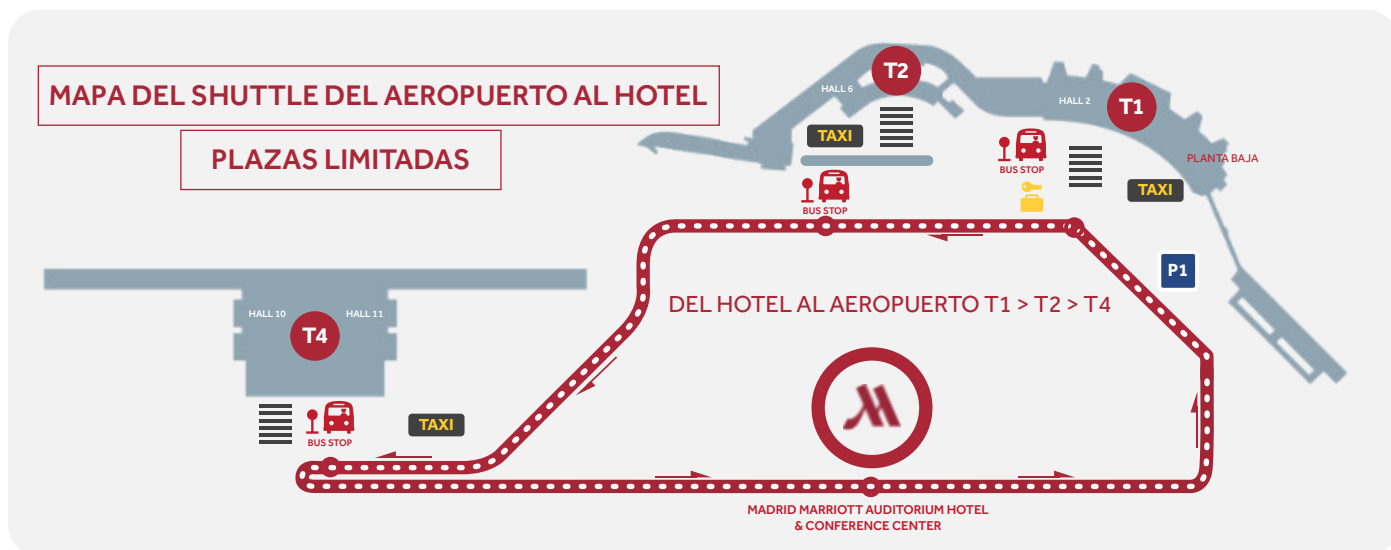 MAPA DEL SHUTTLE DEL AEROPUERTO AL HOTEL
PLAZAS LIMITADAS
T2
HALL 6
TAXI
BUS STOP
HALL 2
T1
BUS STOP
PLANTA BAJA
TAXI
P1
DEL HOTEL AL AEROPUERTO T1 > T2 > T4
HALL 10
T4
HALL 11
BUS STOP
TAXI
MADRID MARRIOTT AUDITORIUM HOTEL
& CONFERENCE CENTER